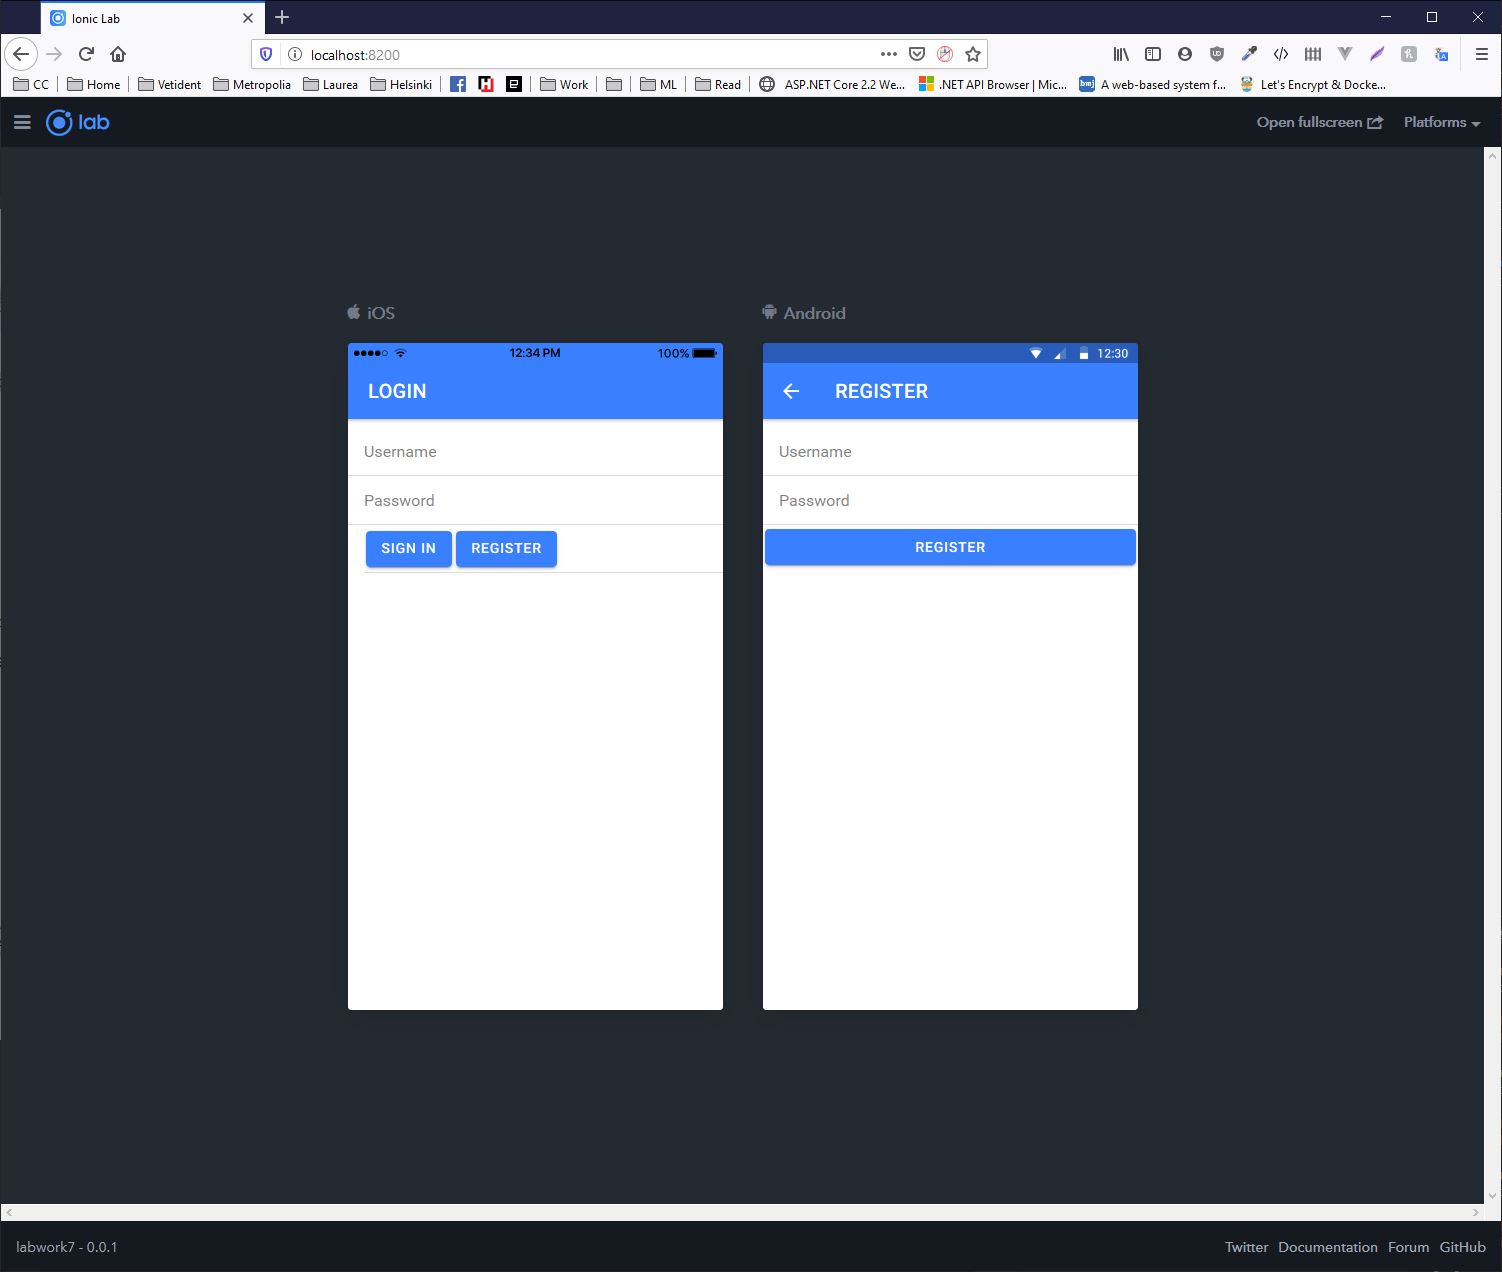 Ionic Lab
localhost:8200
CC Home Vetident Metropolia Laurea Helsinki Work ML Read ASP.NET Core 2.2 We... .NET API Browser | Mic... bmj A web-based system f... Let's Encrypt & Docke...
lab Open fullscreen Platforms
iOS Android
12:34 PM 100% 12:30
LOGIN REGISTER
Username Username
Password Password
SIGN IN REGISTER REGISTER
labwork7 - 0.0.1 Twitter Documentation Forum GitHub